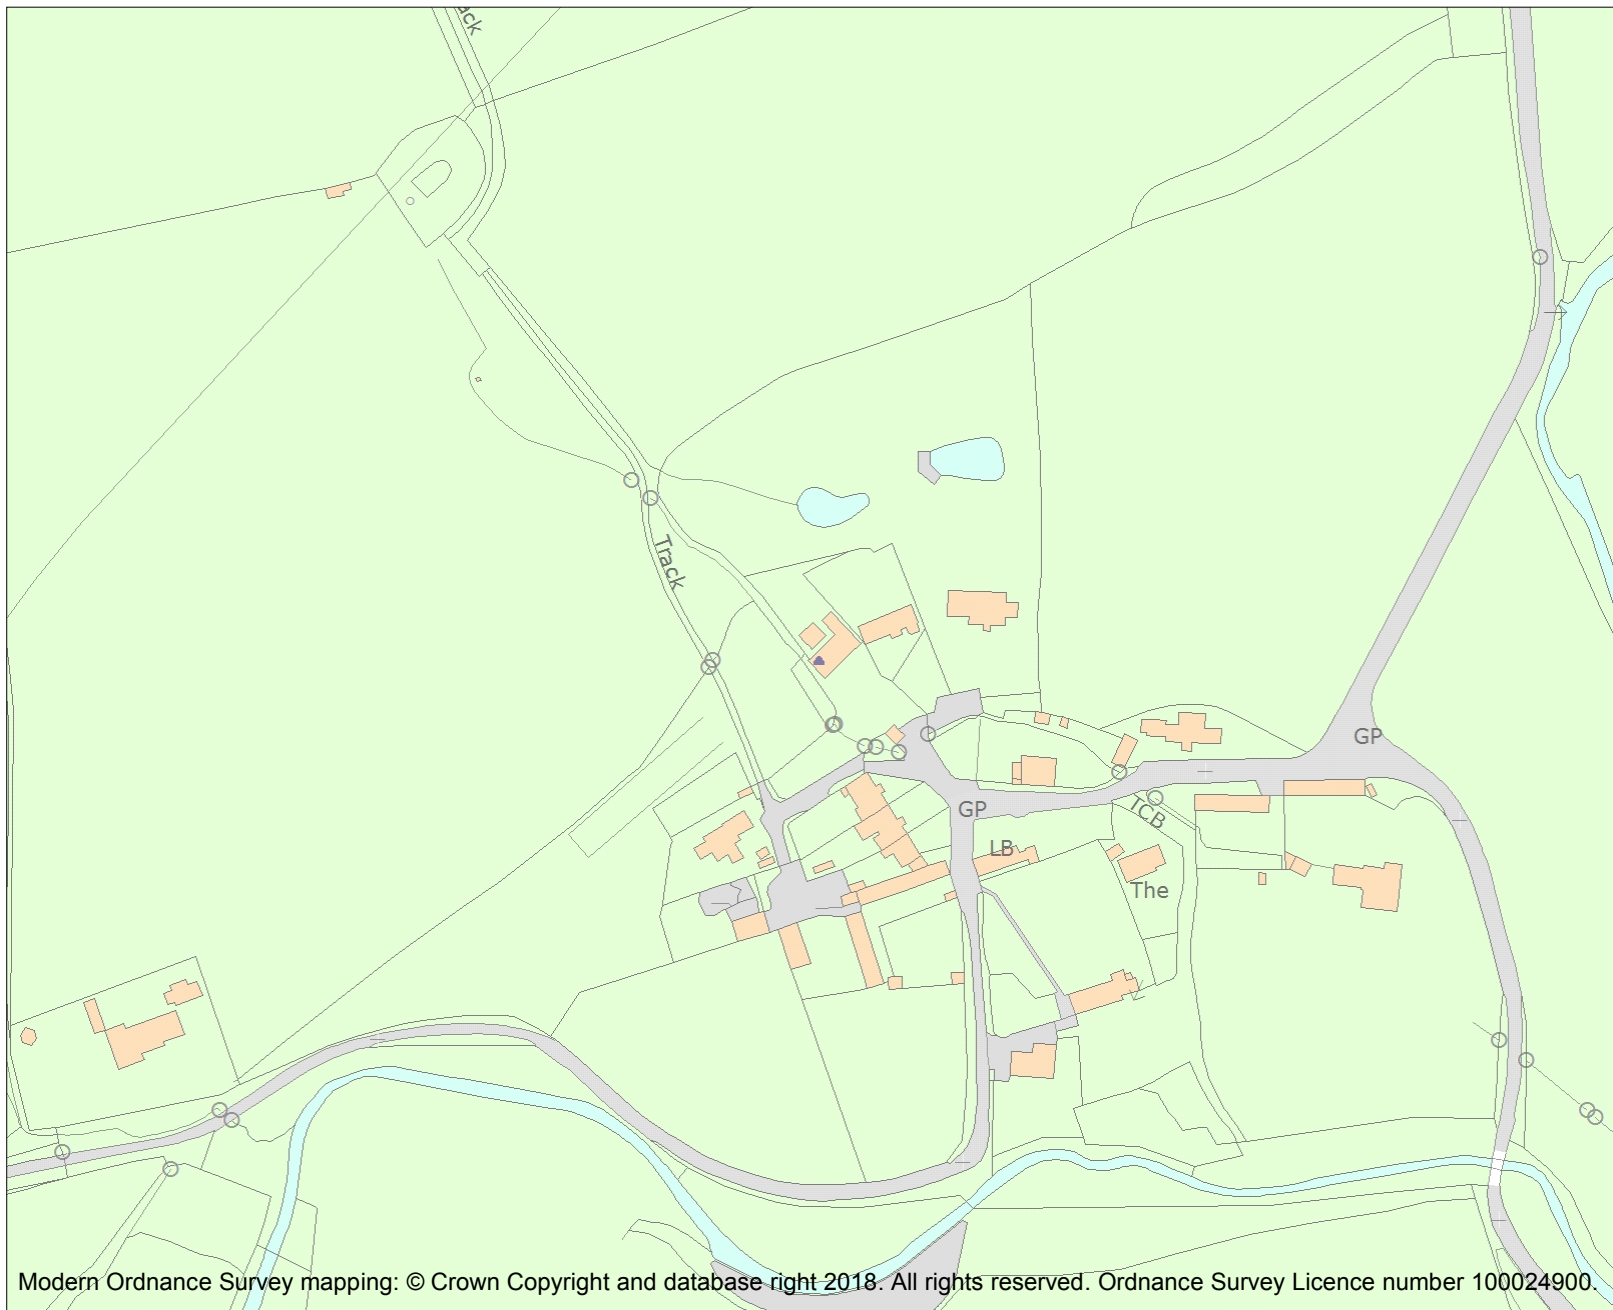 Track
GP
GP
TCB
LB
The
Modern Ordnance Survey mapping: © Crown Copyright and database right 2018. All rights reserved. Ordnance Survey Licence number 100024900.